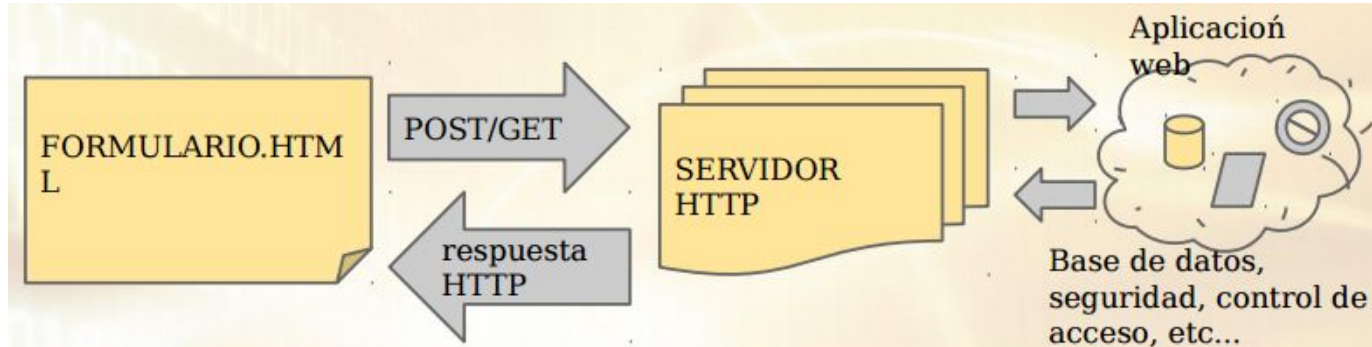 Aplicacioń
web
FORMULARIO.HTM
L
POST/GET
SERVIDOR
HTTP
respuesta
HTTP
Base de datos,
seguridad, control de
acceso, etc...